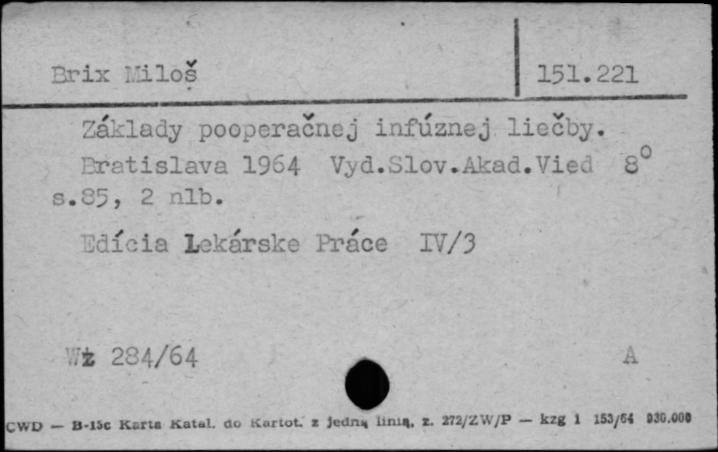 Brix Miloš
151.221
Základy pooperačnej infúznej liečby.
Bratislava 1964 Vyd.Slov.Akad.Vied 8°
s.85, 2 nlb.
Edícia Lekárske Práce IV/3
Wż 284/64 A
CWD — B-15c Karta Katal. do Kartot. z jedną linią, z. 272/ZW/P — kzg 1 153/64 930.000